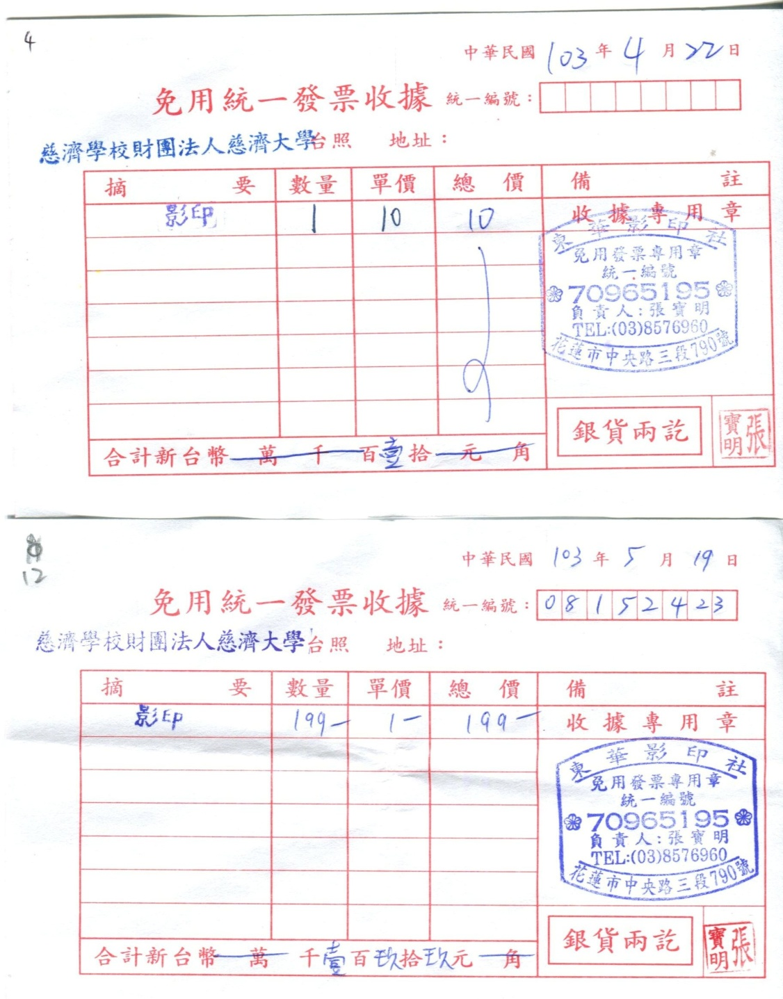 4
中華民國 103 年 4 月 22 日
免用統一發票收據 統一編號：
慈濟學校財團法人慈濟大學台照 地址：
摘 要 數量 單價 總 價 備 註
影印 1 10 10 收據專用章
東華影印社
免用發票專用章
統一編號
70965195
負責人：張寶明
TEL:(03)8576960
花蓮市中央路三段790號
銀貨兩訖 張寶明
合計新台幣 萬 千 百壹拾 元 角
12
中華民國 103 年 5 月 19 日
免用統一發票收據 統一編號：08152423
慈濟學校財團法人慈濟大學台照 地址：
摘 要 數量 單價 總 價 備 註
影印 199- 1- 199- 收據專用章
東華影印社
免用發票專用章
統一編號
70965195
負責人：張寶明
TEL:(03)8576960
花蓮市中央路三段790號
銀貨兩訖 張寶明
合計新台幣 萬 千壹百玖拾玖元 角